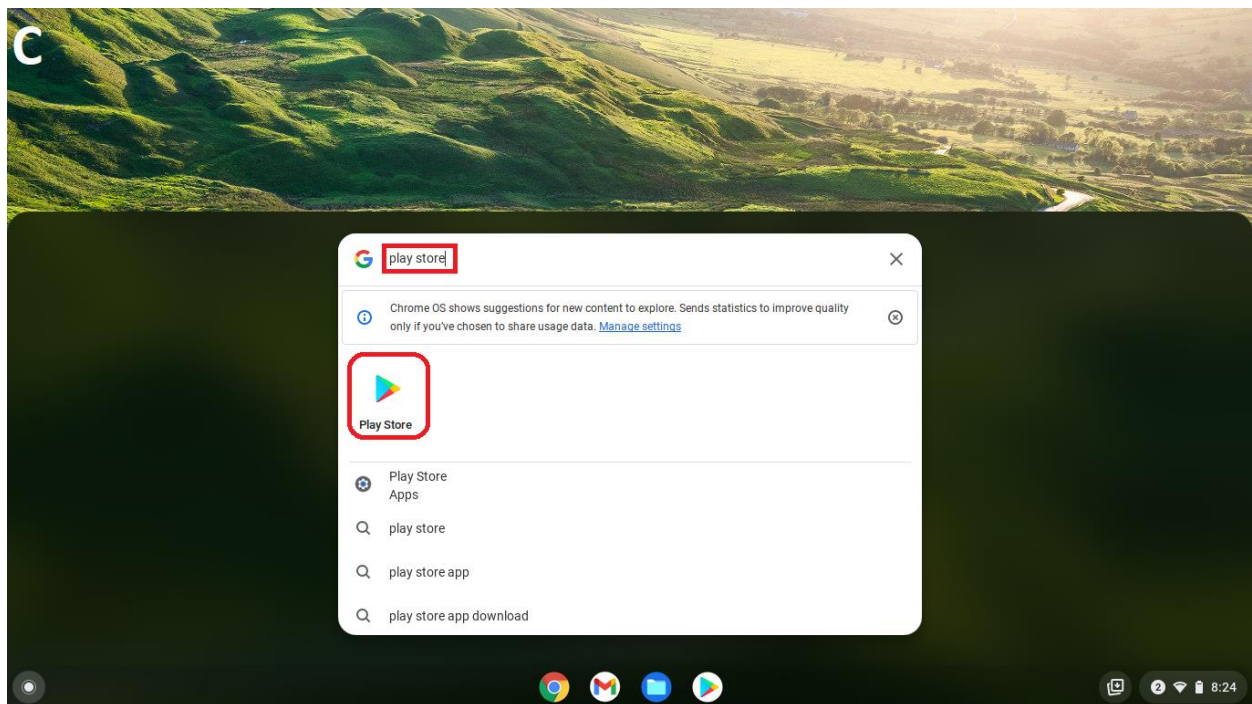 C
play store
Chrome OS shows suggestions for new content to explore. Sends statistics to improve quality
only if you've chosen to share usage data. Manage settings
Play Store
Play Store
Apps
play store
play store app
play store app download
2 8:24